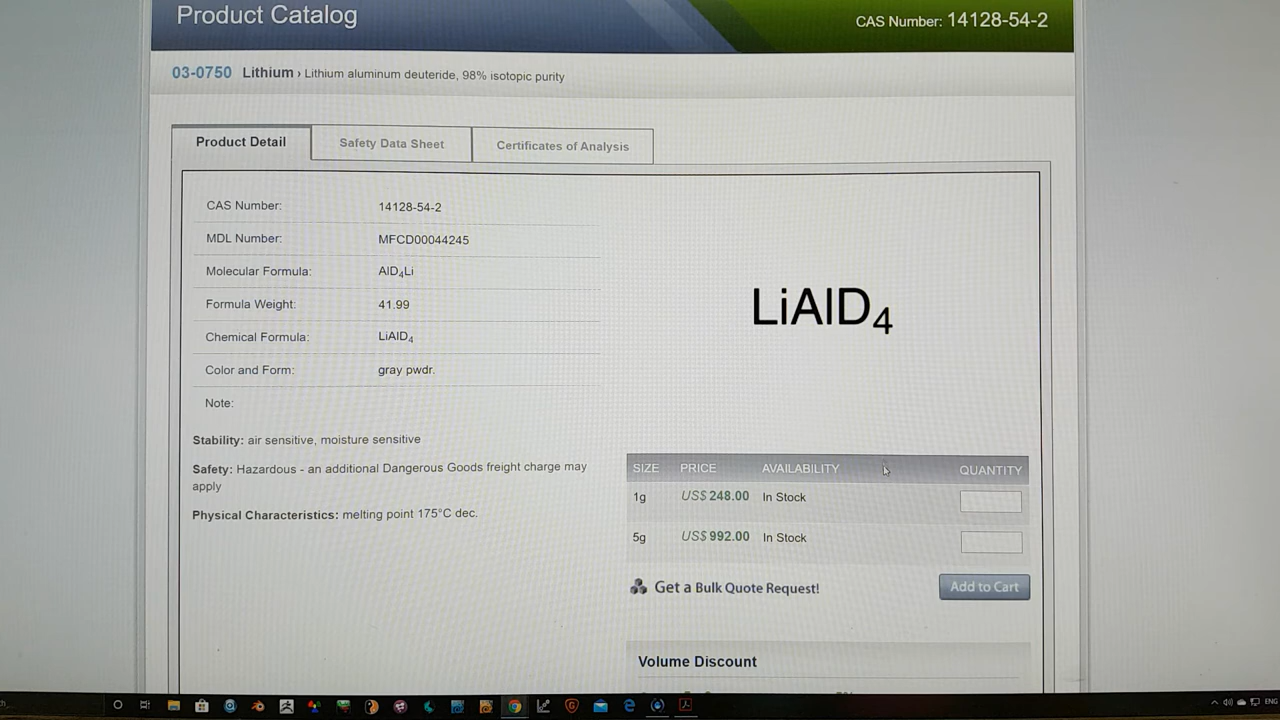 Product Catalog
CAS Number: 14128-54-2
03-0750 Lithium › Lithium aluminum deuteride, 98% isotopic purity
Product Detail
Safety Data Sheet
Certificates of Analysis
CAS Number: 14128-54-2
MDL Number: MFCD00044245
Molecular Formula: AlD₄Li
Formula Weight: 41.99
Chemical Formula: LiAlD₄
Color and Form: gray pwdr.
Note:
Stability: air sensitive, moisture sensitive
Safety: Hazardous - an additional Dangerous Goods freight charge may
apply
Physical Characteristics: melting point 175°C dec.
LiAlD₄
SIZE PRICE AVAILABILITY QUANTITY
1g US$ 248.00 In Stock
5g US$ 992.00 In Stock
Get a Bulk Quote Request!
Add to Cart
Volume Discount
ENG